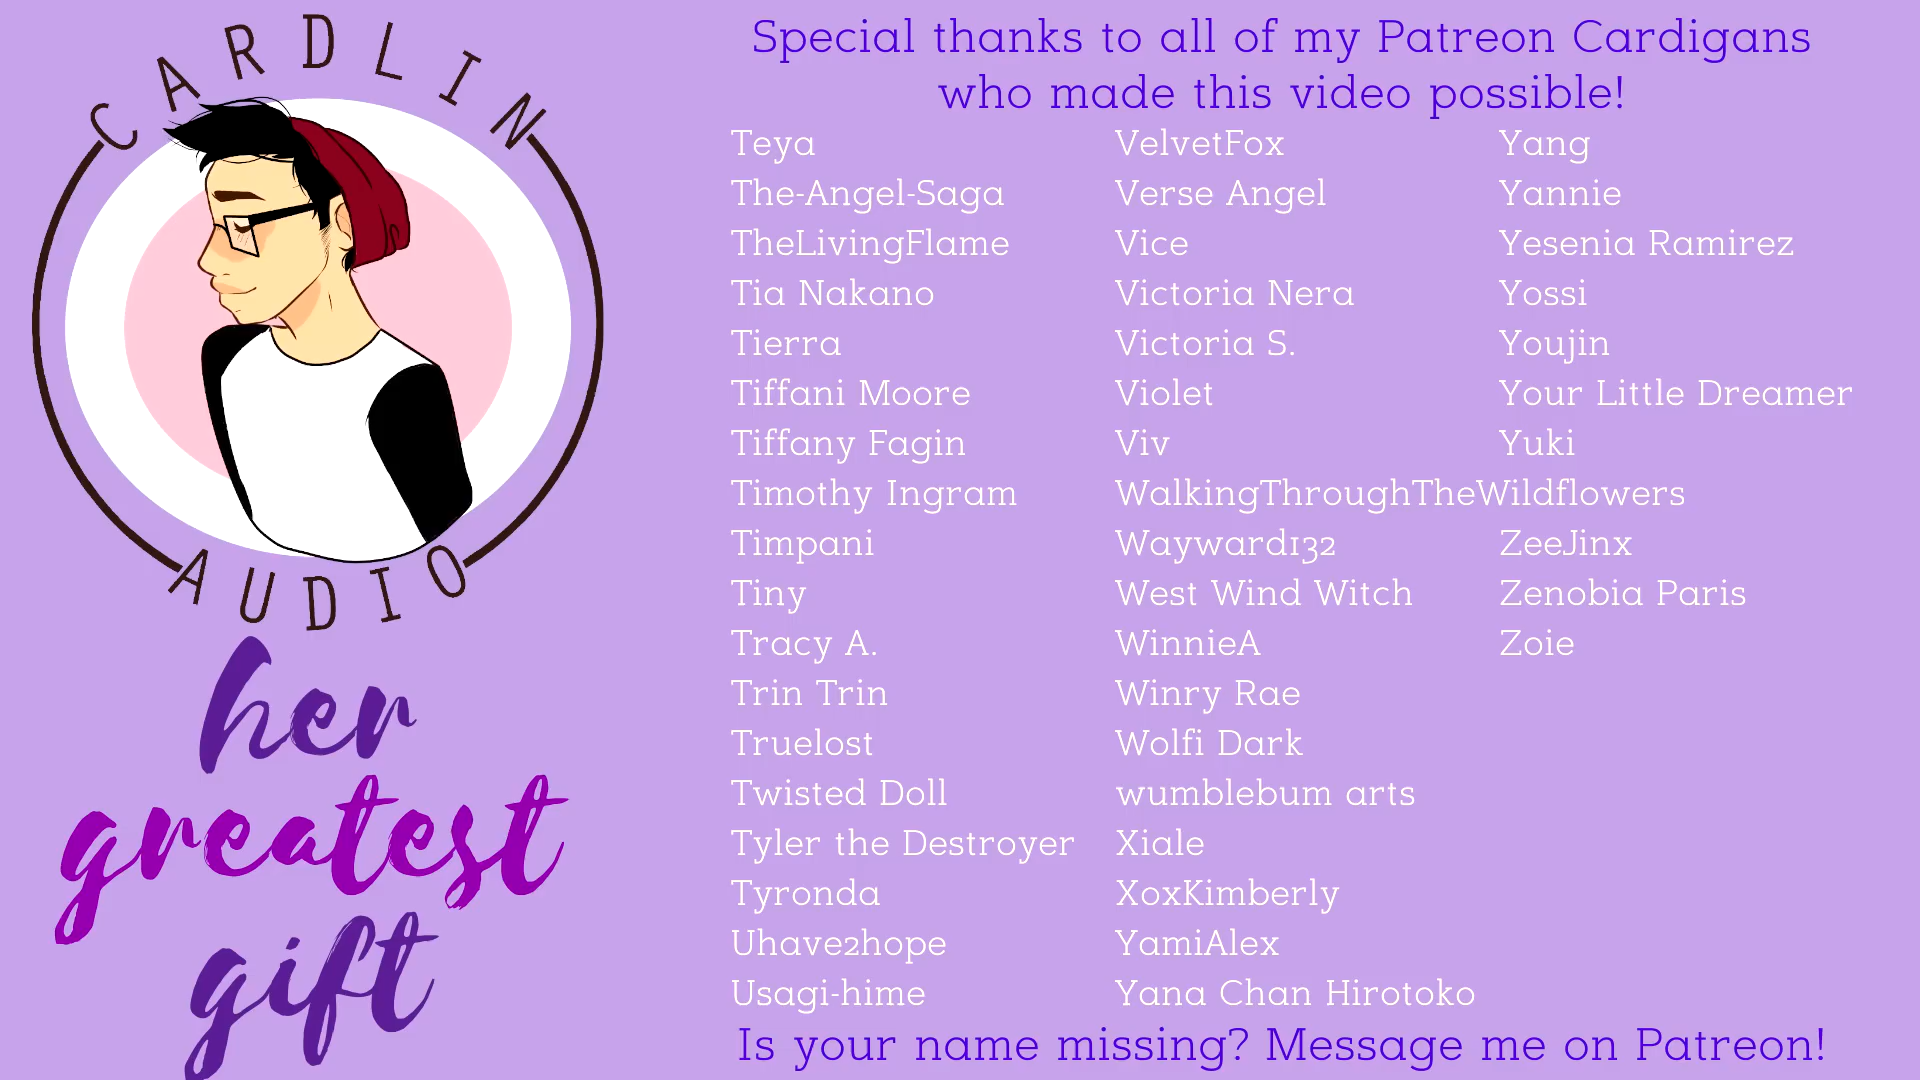 CARDLIN
AUDIO
her
greatest
gift
Special thanks to all of my Patreon Cardigans
who made this video possible!
Teya
The-Angel-Saga
TheLivingFlame
Tia Nakano
Tierra
Tiffani Moore
Tiffany Fagin
Timothy Ingram
Timpani
Tiny
Tracy A.
Trin Trin
Truelost
Twisted Doll
Tyler the Destroyer
Tyronda
Uhave2hope
Usagi-hime
VelvetFox
Verse Angel
Vice
Victoria Nera
Victoria S.
Violet
Viv
WalkingThroughTheWildflowers
Wayward132
West Wind Witch
WinnieA
Winry Rae
Wolfi Dark
wumblebum arts
Xiale
XoxKimberly
YamiAlex
Yana Chan Hirotoko
Yang
Yannie
Yesenia Ramirez
Yossi
Youjin
Your Little Dreamer
Yuki
ZeeJinx
Zenobia Paris
Zoie
Is your name missing? Message me on Patreon!